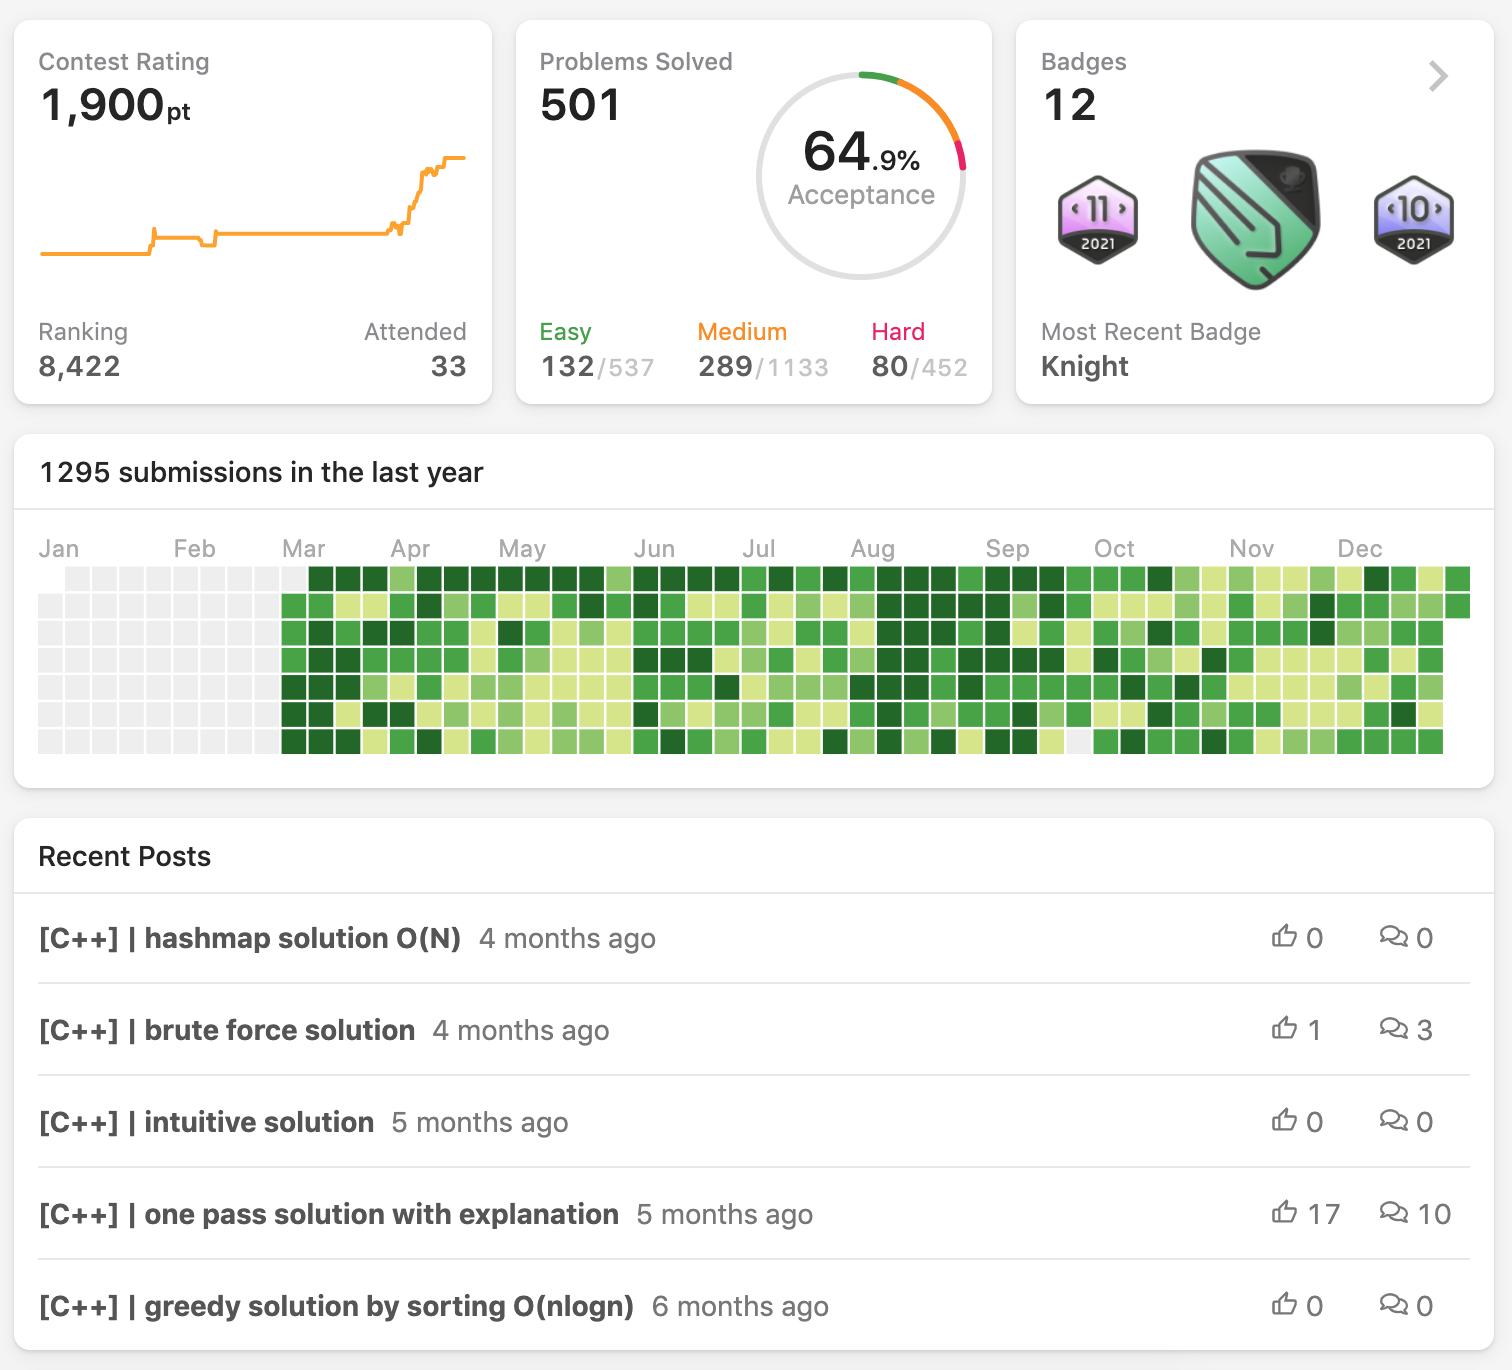 Contest Rating
1,900pt
Ranking
8,422
Attended
33
Problems Solved
501
64.9%
Acceptance
Easy
132/537
Medium
289/1133
Hard
80/452
Badges
12
‹11›
2021
‹10›
2021
Most Recent Badge
Knight
1295 submissions in the last year
Jan Feb Mar Apr May Jun Jul Aug Sep Oct Nov Dec
Recent Posts
[C++] | hashmap solution O(N) 4 months ago 0 0
[C++] | brute force solution 4 months ago 1 3
[C++] | intuitive solution 5 months ago 0 0
[C++] | one pass solution with explanation 5 months ago 17 10
[C++] | greedy solution by sorting O(nlogn) 6 months ago 0 0